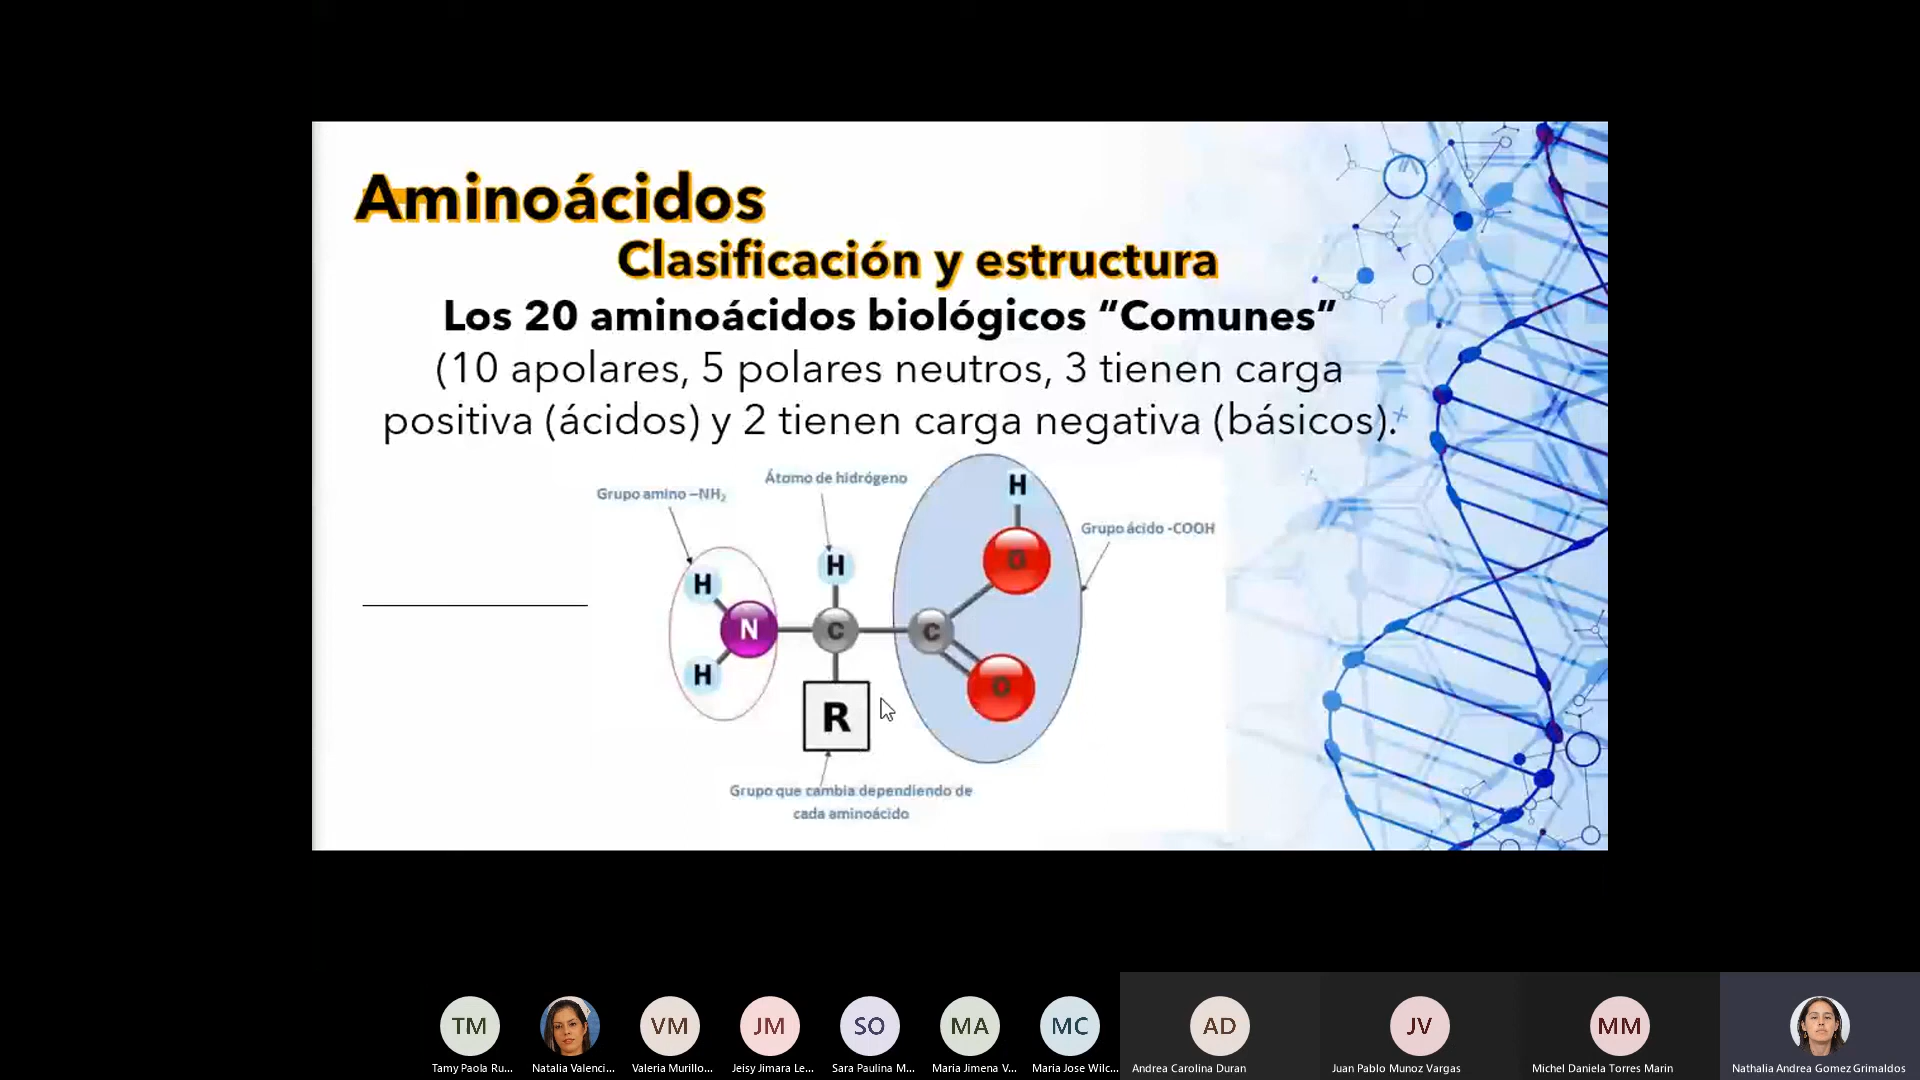 Aminoácidos
Clasificación y estructura
Los 20 aminoácidos biológicos “Comunes”
(10 apolares, 5 polares neutros, 3 tienen carga
positiva (ácidos) y 2 tienen carga negativa (básicos).
Átomo de hidrógeno
Grupo amino –NH₂
H
Grupo ácido -COOH
O
H
H
N
C
C
H
O
R
Grupo que cambia dependiendo de
cada aminoácido
TM
VM
JM
SO
MA
MC
AD
JV
MM
Tamy Paola Ru...
Natalia Valenci...
Valeria Murillo...
Jeisy Jimara Le...
Sara Paulina M...
Maria Jimena V...
Maria Jose Wilc...
Andrea Carolina Duran
Juan Pablo Munoz Vargas
Michel Daniela Torres Marin
Nathalia Andrea Gomez Grimaldos